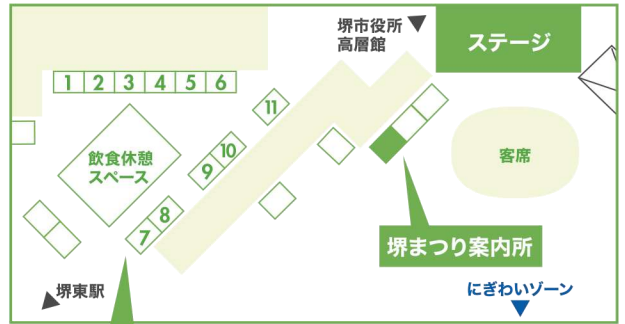 堺市役所
高層館
ステージ
1 2 3 4 5 6
11
10
9
飲食休憩
スペース
客席
8
7
堺まつり案内所
堺東駅
にぎわいゾーン